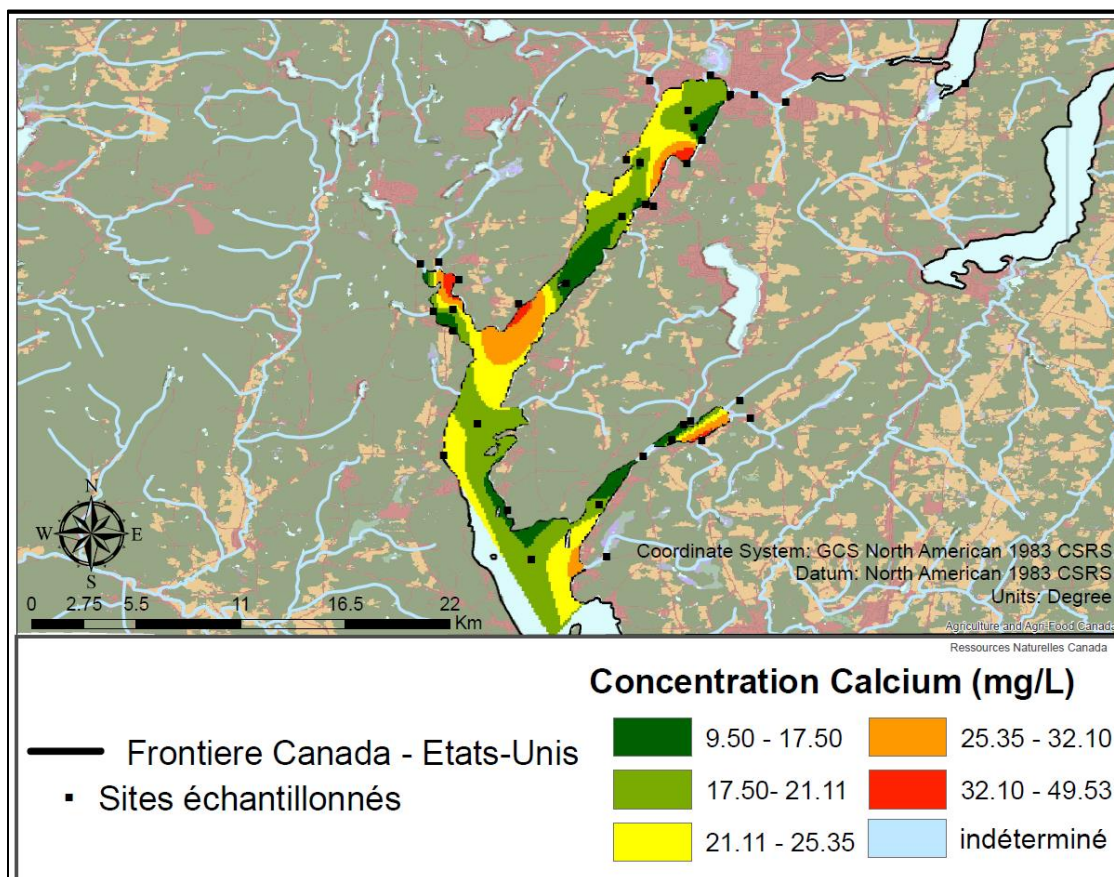 N
W E
S
Coordinate System: GCS North American 1983 CSRS
Datum: North American 1983 CSRS
Units: Degree
0 2.75 5.5 11 16.5 22
Km
Agriculture and Agri-Food Canada
Ressources Naturelles Canada
Concentration Calcium (mg/L)
9.50 - 17.50
17.50- 21.11
21.11 - 25.35
25.35 - 32.10
32.10 - 49.53
indéterminé
Frontiere Canada - Etats-Unis
Sites échantillonnés